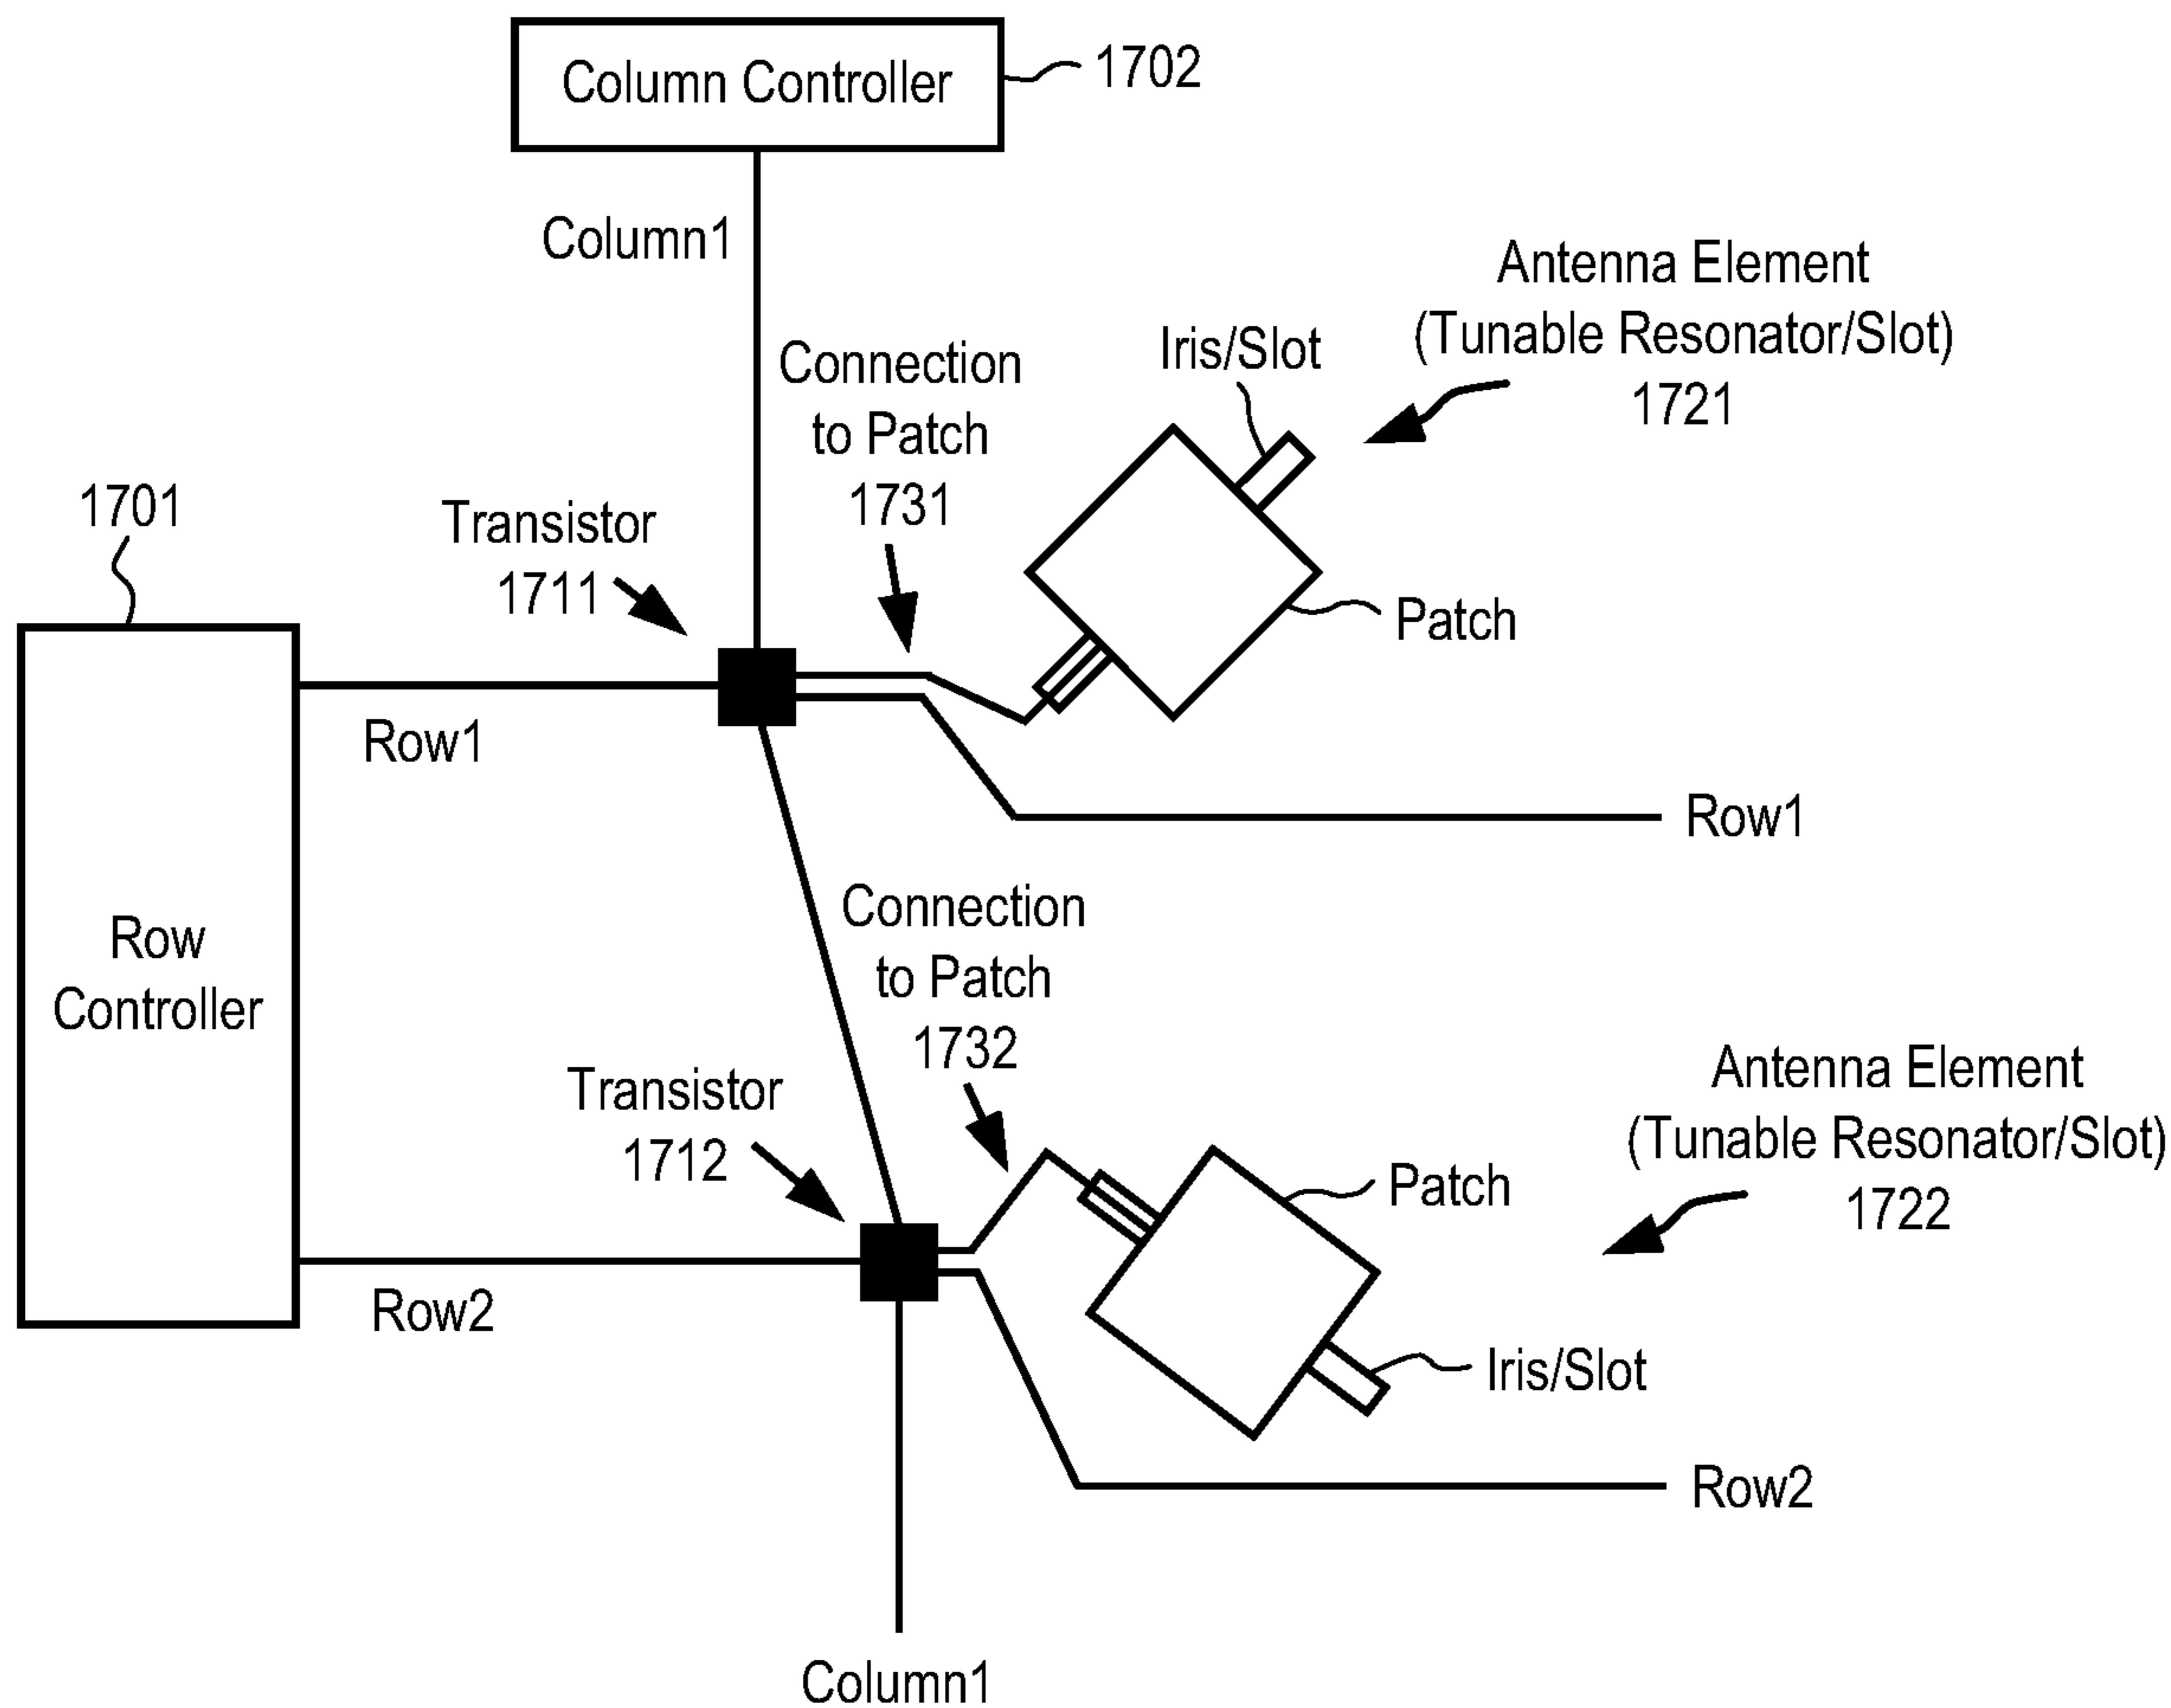 Column Controller
1702
Column1
Antenna Element
(Tunable Resonator/Slot)
1721
Iris/Slot
Connection
to Patch
1731
1701
Transistor
1711
Patch
Row1
Row1
Connection
to Patch
1732
Row
Controller
Transistor
1712
Antenna Element
(Tunable Resonator/Slot)
1722
Patch
Row2
Iris/Slot
Row2
Column1